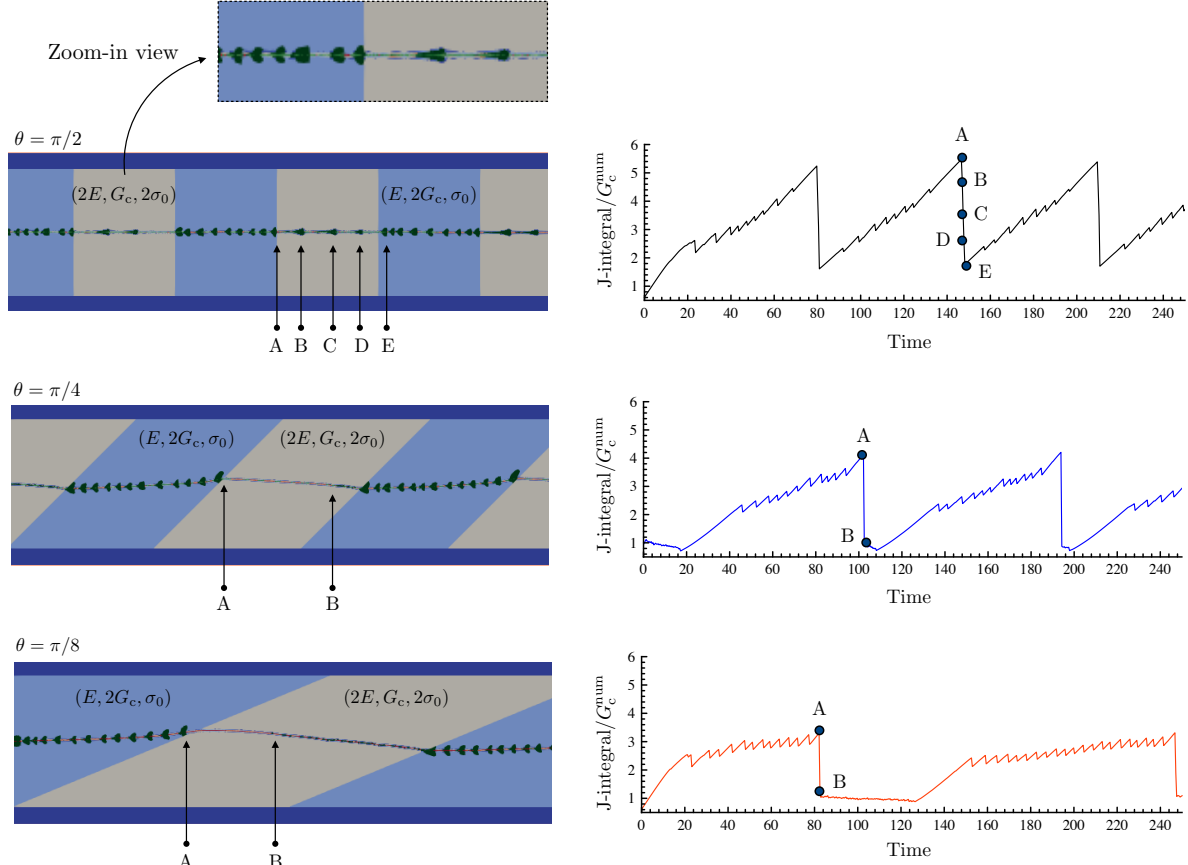 Zoom-in view
θ = π/2
(2E, G_c, 2σ_0)
(E, 2G_c, σ_0)
A B C D E
J-integral/G_c^num
6
5
4
3
2
1
A
B
C
D
E
0 20 40 60 80 100 120 140 160 180 200 220 240
Time
θ = π/4
(E, 2G_c, σ_0)
(2E, G_c, 2σ_0)
A B
J-integral/G_c^num
6
5
4
3
2
1
A
B
0 20 40 60 80 100 120 140 160 180 200 220 240
Time
θ = π/8
(E, 2G_c, σ_0)
(2E, G_c, 2σ_0)
A B
J-integral/G_c^num
6
5
4
3
2
1
A
B
0 20 40 60 80 100 120 140 160 180 200 220 240
Time